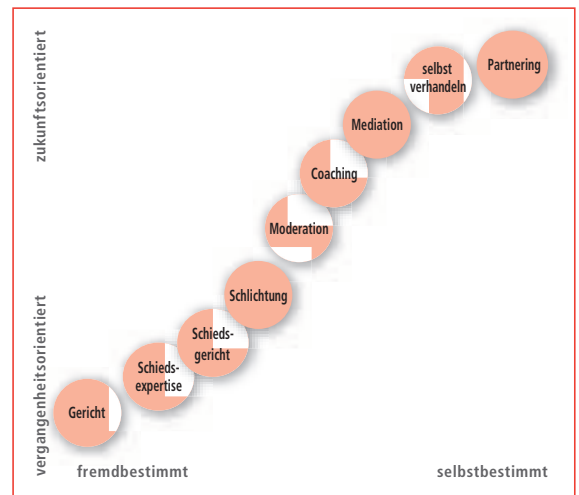 zukunftsorientiert
selbst
verhandeln
Partnering
Mediation
Coaching
Moderation
Schlichtung
Schieds-
gericht
Schieds-
expertise
Gericht
vergangenheitsorientiert
fremdbestimmt
selbstbestimmt